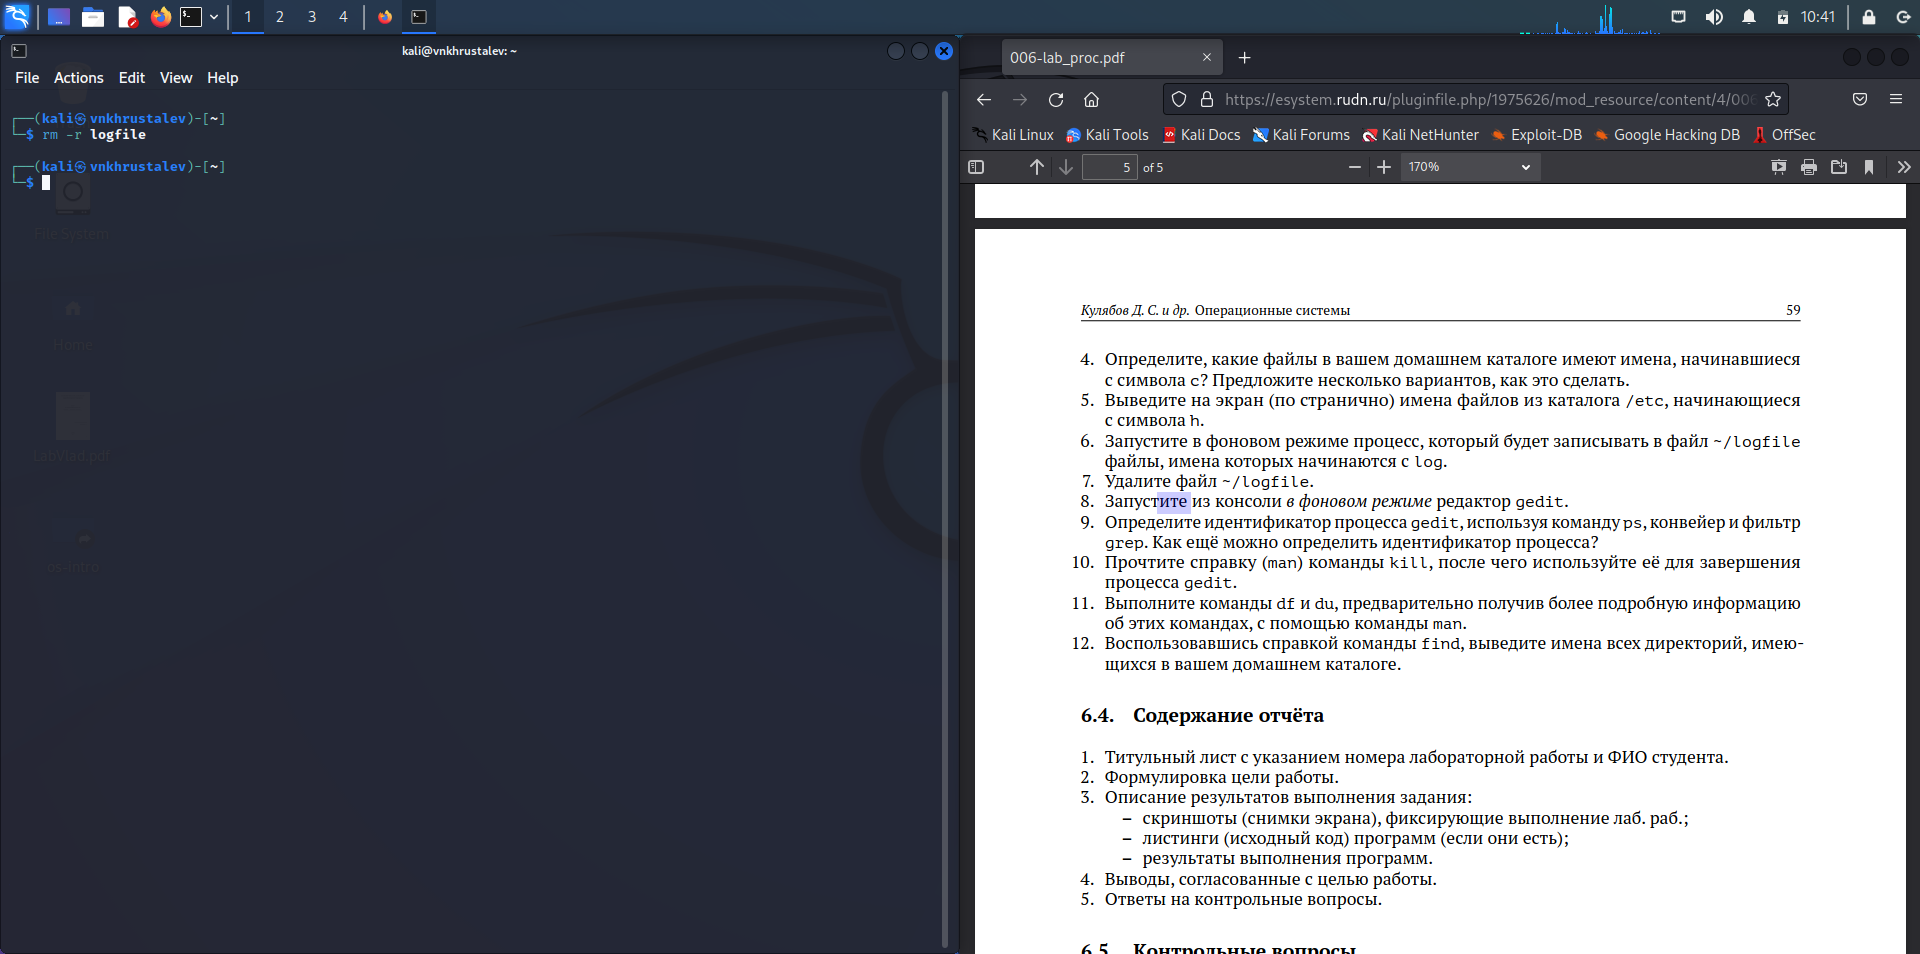 1 2 3 4
10:41
kali@vnkhrustalev: ~
File Actions Edit View Help
┌──(kali㉿vnkhrustalev)-[~]
└─$ rm -r logfile
┌──(kali㉿vnkhrustalev)-[~]
└─$
File System
Home
LabVlad.pdf
os-intro
006-lab_proc.pdf
https://esystem.rudn.ru/pluginfile.php/1975626/mod_resource/content/4/006
Kali Linux Kali Tools Kali Docs Kali Forums Kali NetHunter Exploit-DB Google Hacking DB OffSec
5 of 5 170%
Кулябов Д. С. и др. Операционные системы 59
4. Определите, какие файлы в вашем домашнем каталоге имеют имена, начинавшиеся
с символа c? Предложите несколько вариантов, как это сделать.
5. Выведите на экран (по странично) имена файлов из каталога /etc, начинающиеся
с символа h.
6. Запустите в фоновом режиме процесс, который будет записывать в файл ~/logfile
файлы, имена которых начинаются с log.
7. Удалите файл ~/logfile.
8. Запустите из консоли в фоновом режиме редактор gedit.
9. Определите идентификатор процесса gedit, используя команду ps, конвейер и фильтр
grep. Как ещё можно определить идентификатор процесса?
10. Прочтите справку (man) команды kill, после чего используйте её для завершения
процесса gedit.
11. Выполните команды df и du, предварительно получив более подробную информацию
об этих командах, с помощью команды man.
12. Воспользовавшись справкой команды find, выведите имена всех директорий, имею-
щихся в вашем домашнем каталоге.
6.4. Содержание отчёта
1. Титульный лист с указанием номера лабораторной работы и ФИО студента.
2. Формулировка цели работы.
3. Описание результатов выполнения задания:
– скриншоты (снимки экрана), фиксирующие выполнение лаб. раб.;
– листинги (исходный код) программ (если они есть);
– результаты выполнения программ.
4. Выводы, согласованные с целью работы.
5. Ответы на контрольные вопросы.
6.5. Контрольные вопросы